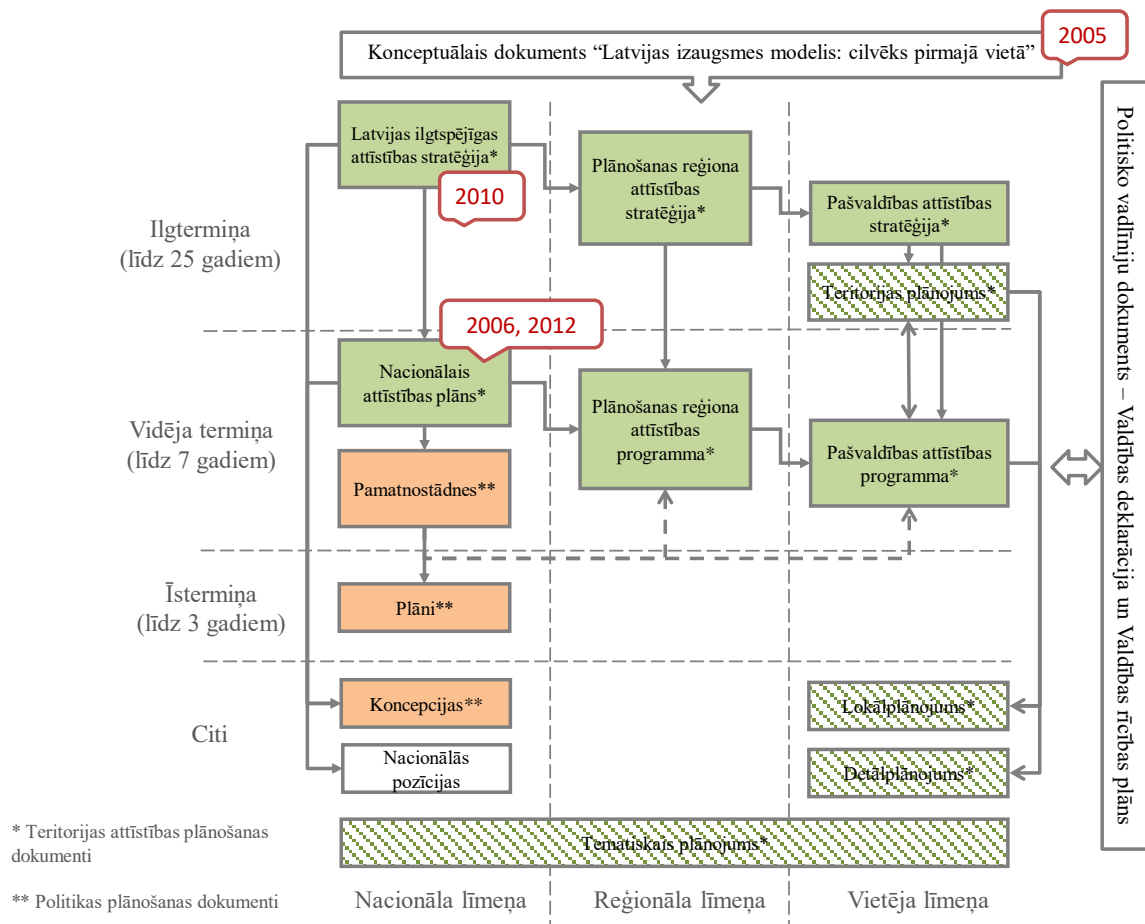 2005
Konceptuālais dokuments “Latvijas izaugsmes modelis: cilvēks pirmajā vietā”
Latvijas ilgtspējīgas
attīstības stratēģija*
2010
Plānošanas reģiona
attīstības
stratēģija*
Pašvaldības attīstības
stratēģija*
Ilgtermiņa
(līdz 25 gadiem)
Teritorijas plānojums*
2006, 2012
Nacionālais
attīstības plāns*
Plānošanas reģiona
attīstības
programma*
Pašvaldības attīstības
programma*
Vidēja termiņa
(līdz 7 gadiem)
Pamatnostādnes**
Īstermiņa
(līdz 3 gadiem)
Plāni**
Citi
Koncepcijas**
Lokālplānojums*
Nacionālās
pozīcijas
Detālplānojums*
* Teritorijas attīstības plānošanas
dokumenti
Tematiskais plānojums*
** Politikas plānošanas dokumenti
Nacionāla līmeņa
Reģionāla līmeņa
Vietēja līmeņa
Politisko vadlīniju dokuments – Valdības deklarācija un Valdības rīcības plāns